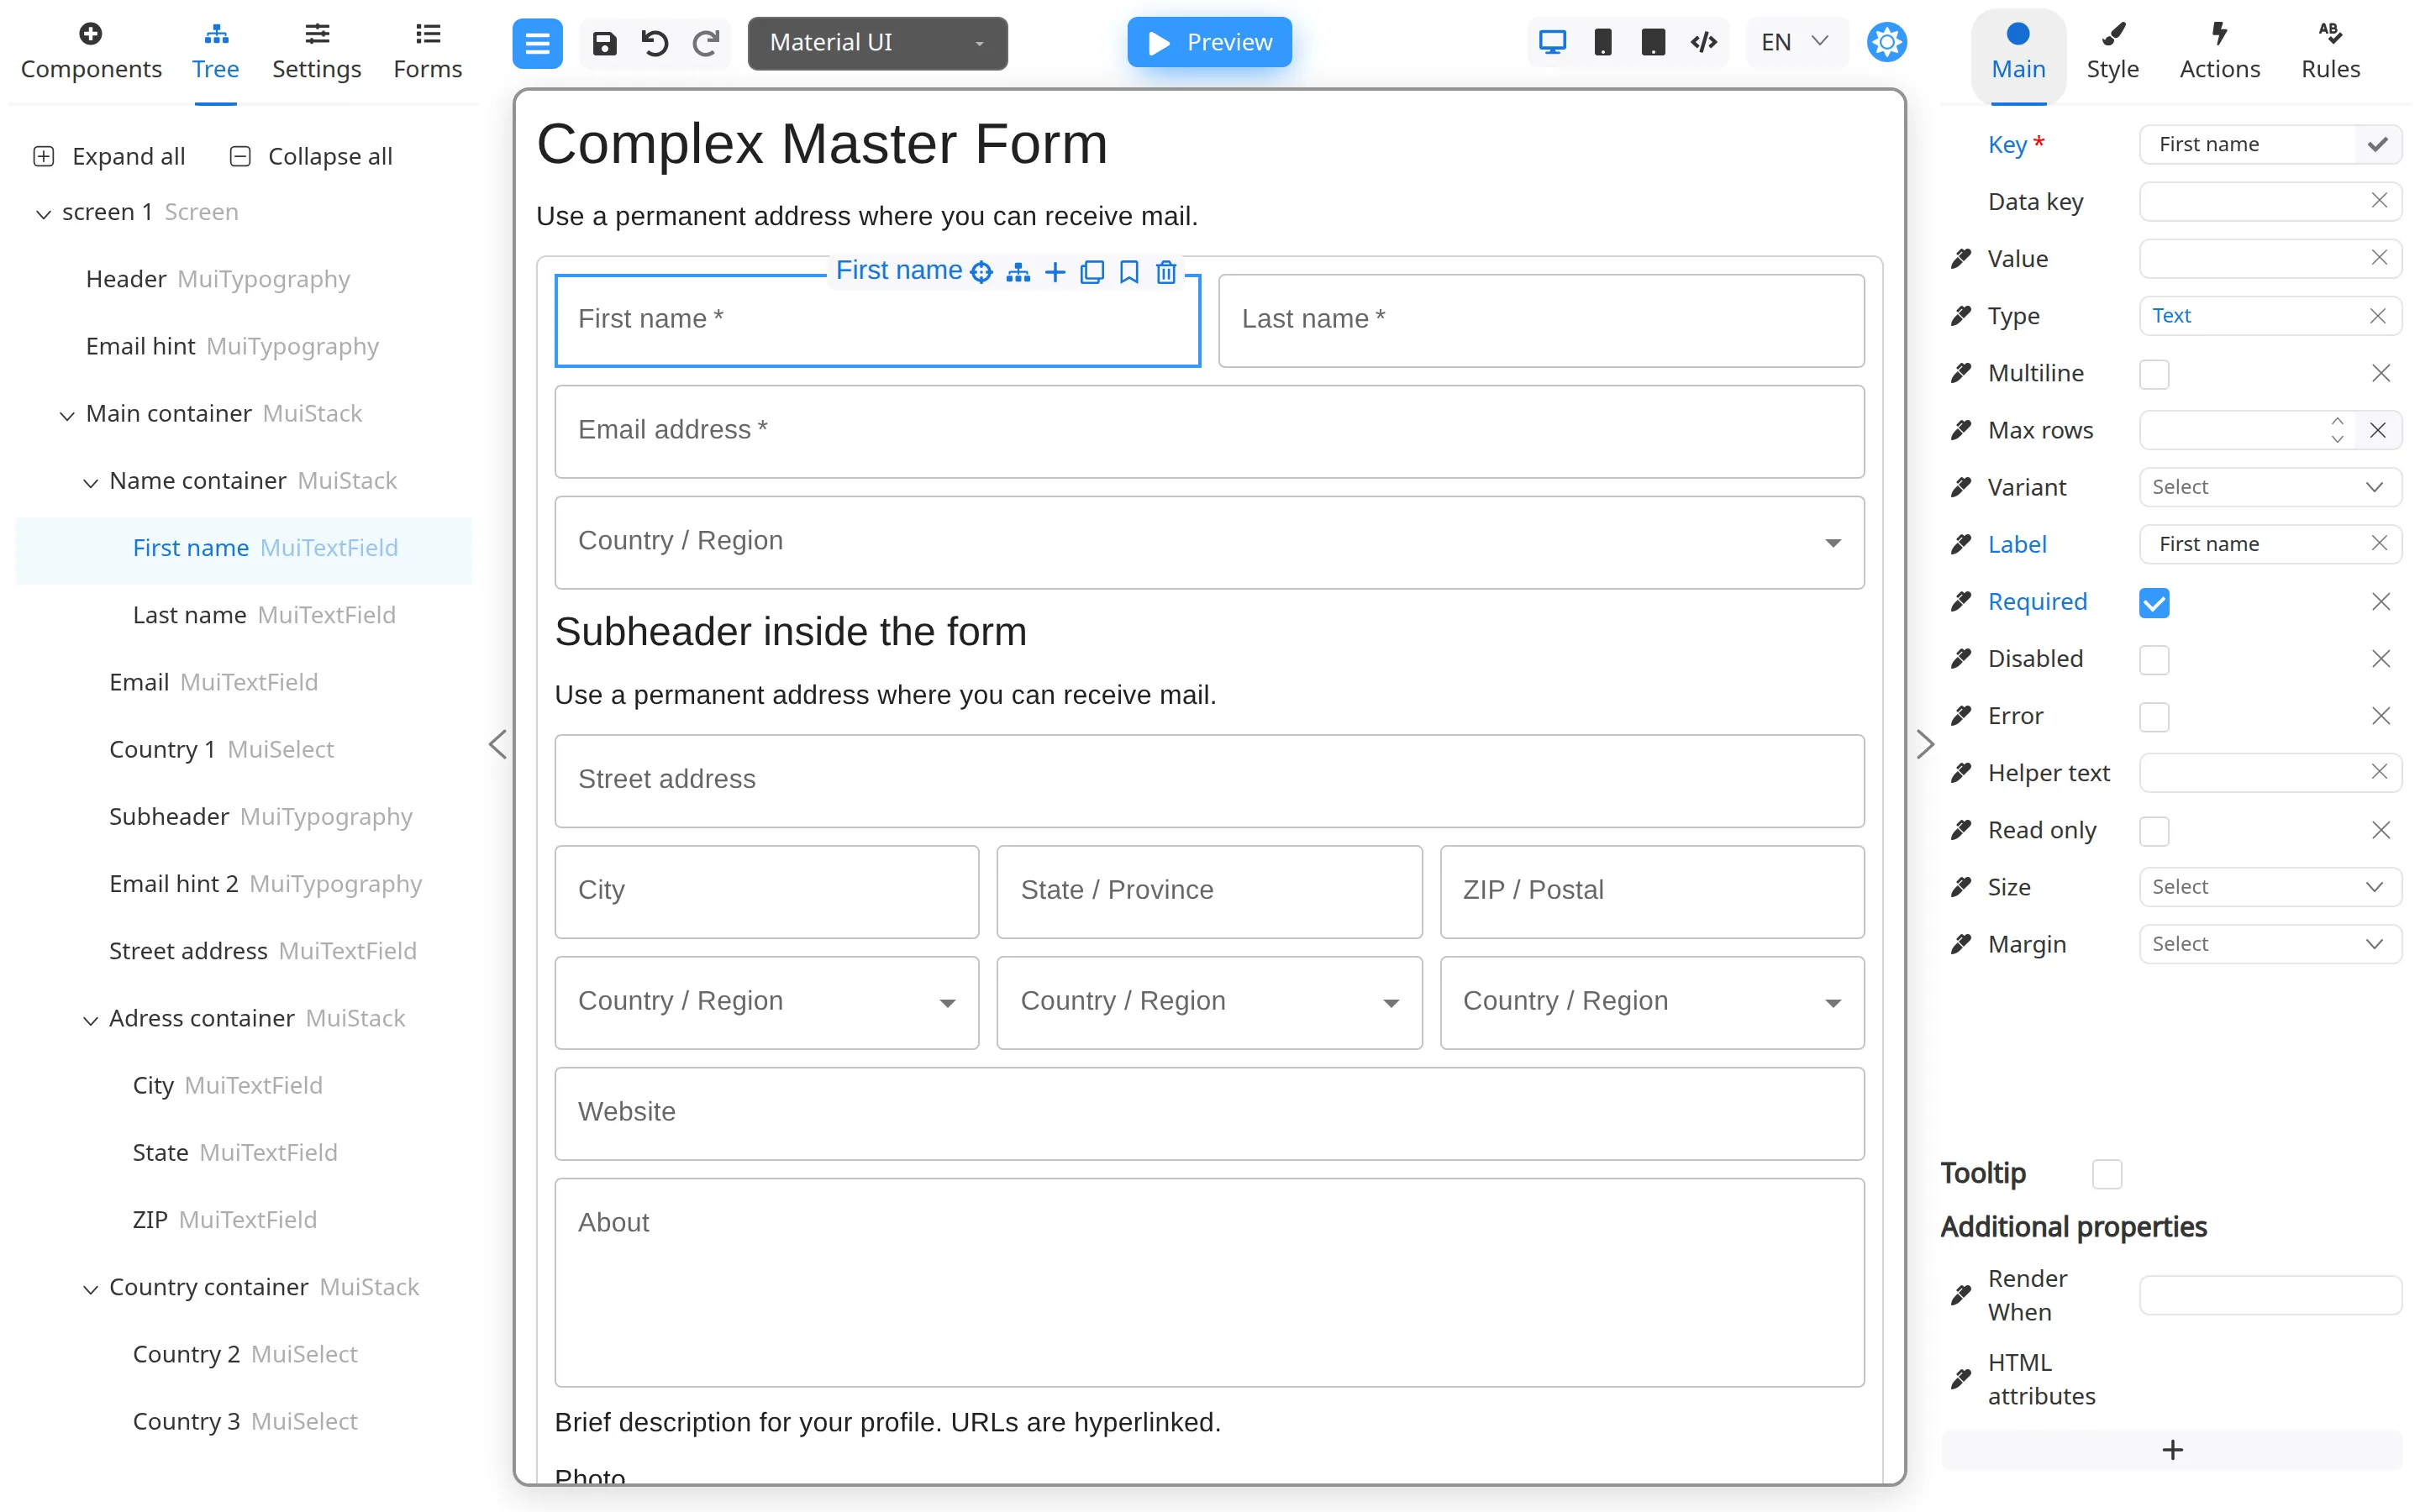 Components Tree Settings Forms
Material UI
Preview
EN
Main Style Actions Rules
Expand all Collapse all
screen 1 Screen
Header MuiTypography
Email hint MuiTypography
Main container MuiStack
Name container MuiStack
First name MuiTextField
Last name MuiTextField
Email MuiTextField
Country 1 MuiSelect
Subheader MuiTypography
Email hint 2 MuiTypography
Street address MuiTextField
Adress container MuiStack
City MuiTextField
State MuiTextField
ZIP MuiTextField
Country container MuiStack
Country 2 MuiSelect
Country 3 MuiSelect
Complex Master Form
Use a permanent address where you can receive mail.
First name
First name * Last name *
Email address *
Country / Region
Subheader inside the form
Use a permanent address where you can receive mail.
Street address
City State / Province ZIP / Postal
Country / Region Country / Region Country / Region
Website
About
Brief description for your profile. URLs are hyperlinked.
Photo
Key * First name
Data key
Value
Type Text
Multiline
Max rows
Variant Select
Label First name
Required
Disabled
Error
Helper text
Read only
Size Select
Margin Select
Tooltip
Additional properties
Render
When
HTML
attributes